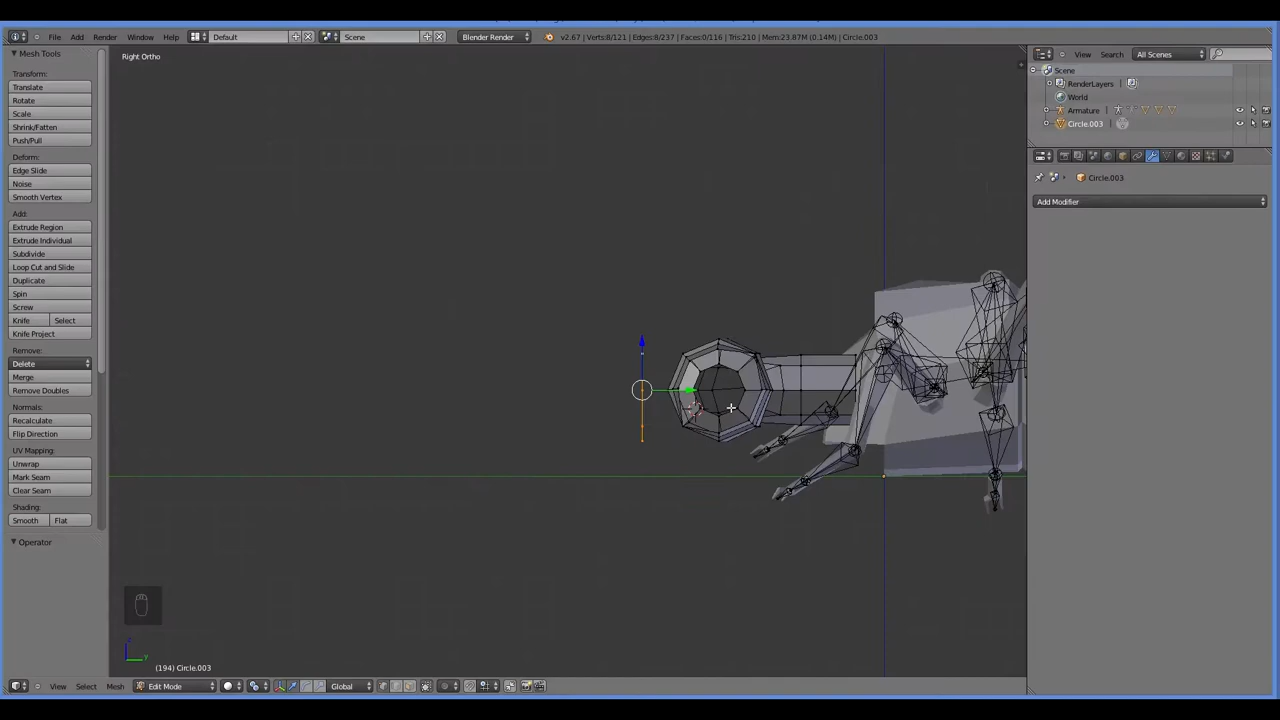 File Add Render Window Help Default Scene Blender Render v2.67 | Verts:8/121 | Edges:8/237 | Faces:0/116 | Tris:210 | Mem:23.87M (0.14M) | Circle.003
Mesh Tools
Transform:
Translate
Rotate
Scale
Shrink/Fatten
Push/Pull
Deform:
Edge Slide
Noise
Smooth Vertex
Add:
Extrude Region
Extrude Individual
Subdivide
Loop Cut and Slide
Duplicate
Spin
Screw
Knife Select
Knife Project
Remove:
Delete
Merge
Remove Doubles
Normals:
Recalculate
Flip Direction
UV Mapping:
Unwrap
Mark Seam
Clear Seam
Shading:
Smooth Flat
Operator
Right Ortho
z
y
(194) Circle.003
View Select Mesh Edit Mode Global
View Search All Scenes
Scene
RenderLayers
World
Armature
Circle.003
Circle.003
Add Modifier